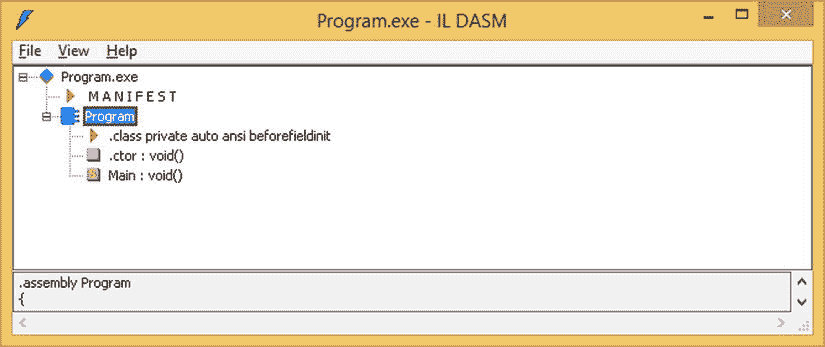 Program.exe - IL DASM
File View Help
Program.exe
M A N I F E S T
Program
.class private auto ansi beforefieldinit
.ctor : void()
Main : void()
.assembly Program
{